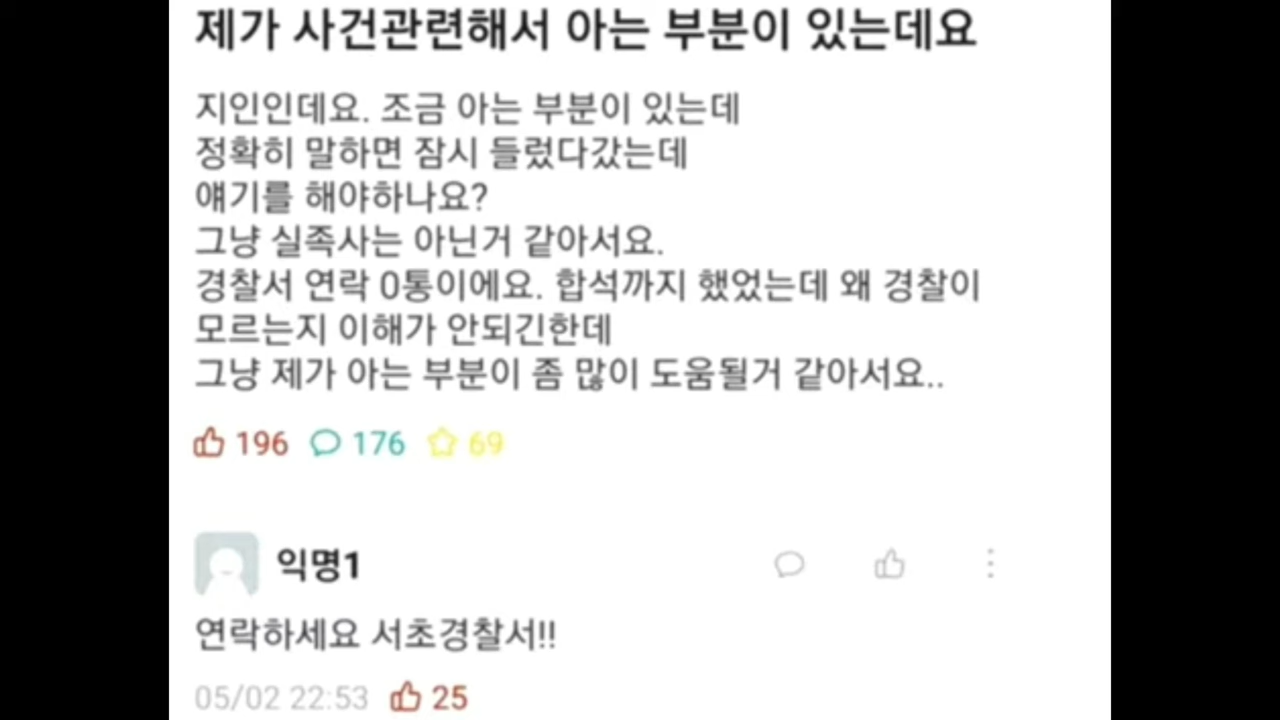 제가 사건관련해서 아는 부분이 있는데요
지인인데요. 조금 아는 부분이 있는데
정확히 말하면 잠시 들렀다갔는데
얘기를 해야하나요?
그냥 실족사는 아닌거 같아서요.
경찰서 연락 0통이에요. 합석까지 했었는데 왜 경찰이
모르는지 이해가 안되긴한데
그냥 제가 아는 부분이 좀 많이 도움될거 같아서요..
196 176 69
익명1
연락하세요 서초경찰서!!
05/02 22:53 25